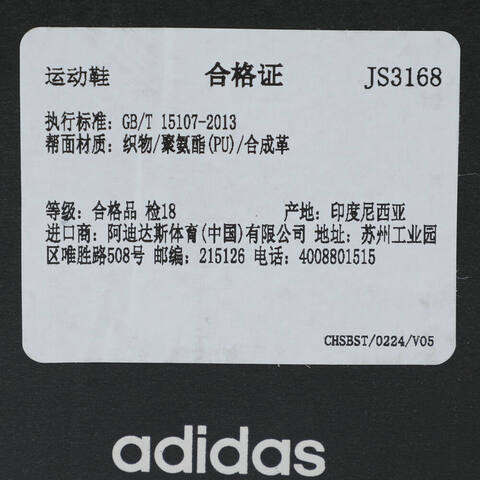 运动鞋 合格证 JS3168
执行标准: GB/T 15107-2013
帮面材质: 织物/聚氨酯(PU)/合成革
等级: 合格品 检18 产地: 印度尼西亚
进口商: 阿迪达斯体育(中国)有限公司 地址: 苏州工业园
区唯胜路508号 邮编: 215126 电话: 4008801515
CHSBST/0224/V05
adidas